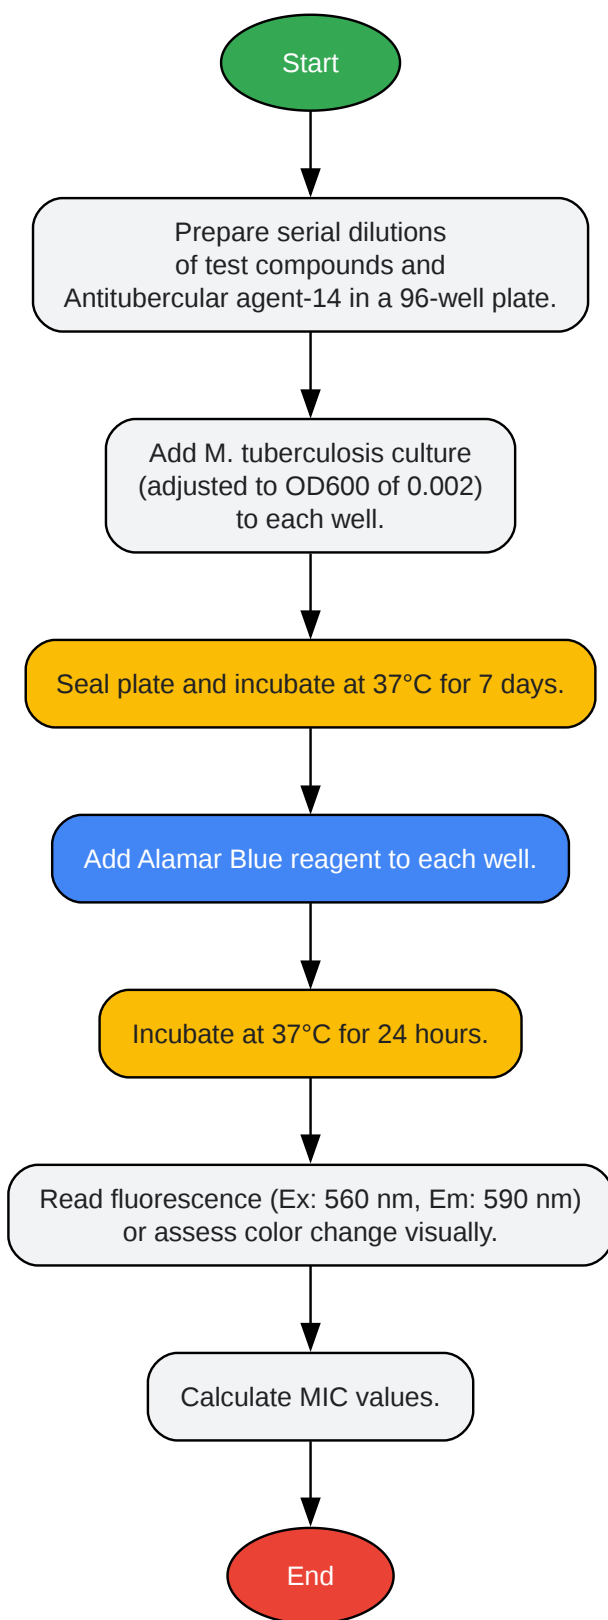 Start
Prepare serial dilutions
of test compounds and
Antitubercular agent-14 in a 96-well plate.
Add M. tuberculosis culture
(adjusted to OD600 of 0.002)
to each well.
Seal plate and incubate at 37°C for 7 days.
Add Alamar Blue reagent to each well.
Incubate at 37°C for 24 hours.
Read fluorescence (Ex: 560 nm, Em: 590 nm)
or assess color change visually.
Calculate MIC values.
End